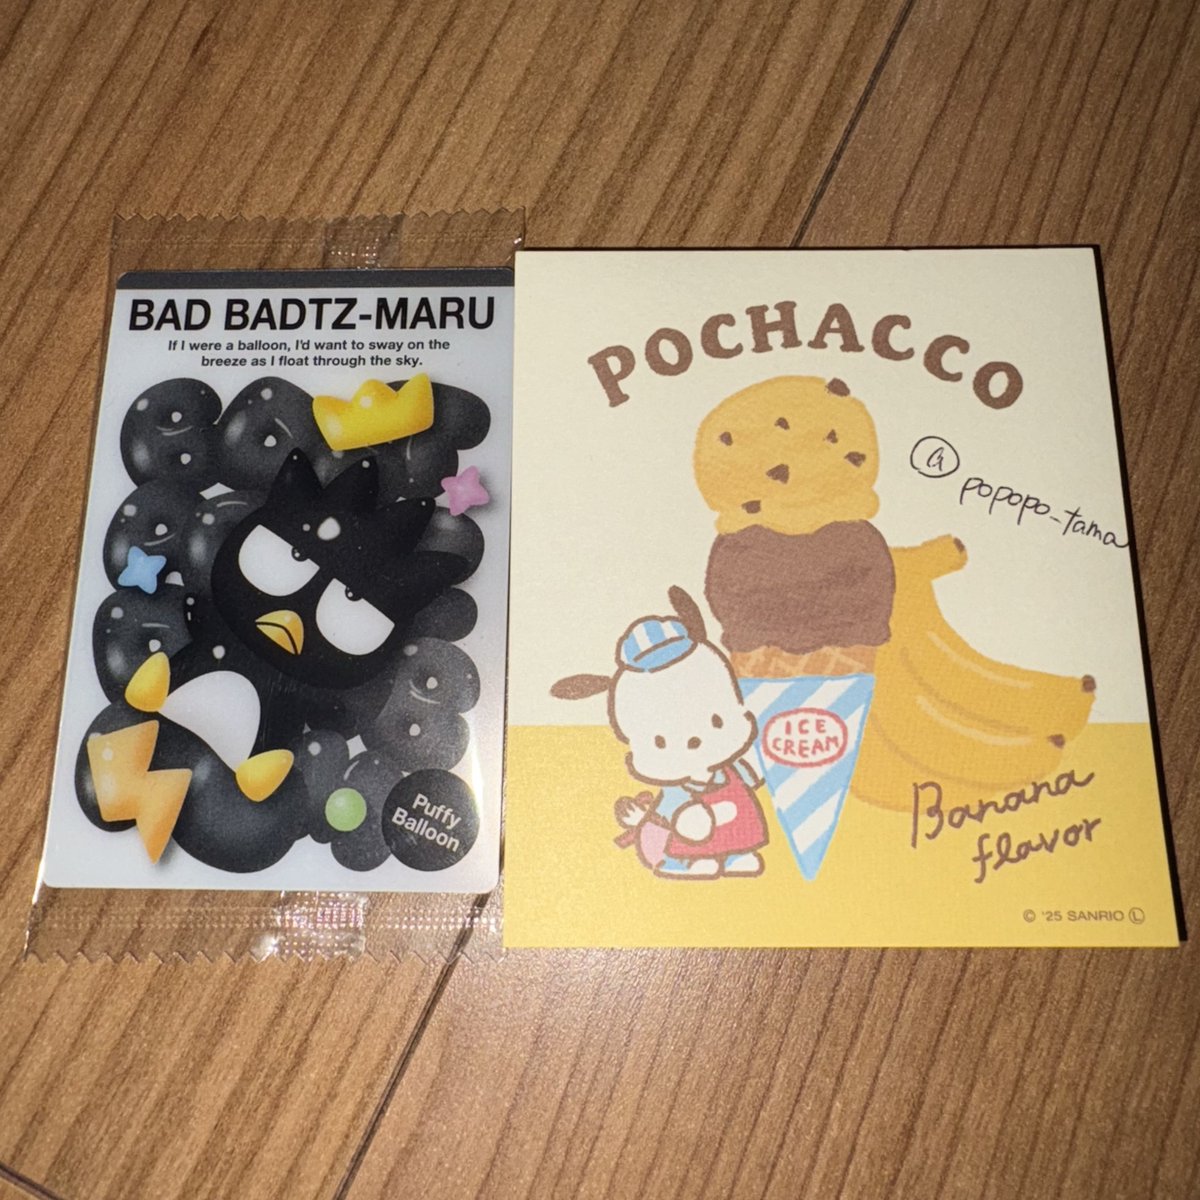 BAD BADTZ-MARU
If I were a balloon, I'd want to sway on the
breeze as I float through the sky.
Puffy
Balloon
POCHACCO
@
popopo-tama
ICE
CREAM
Banana
flavor
© '25 SANRIO Ⓛ